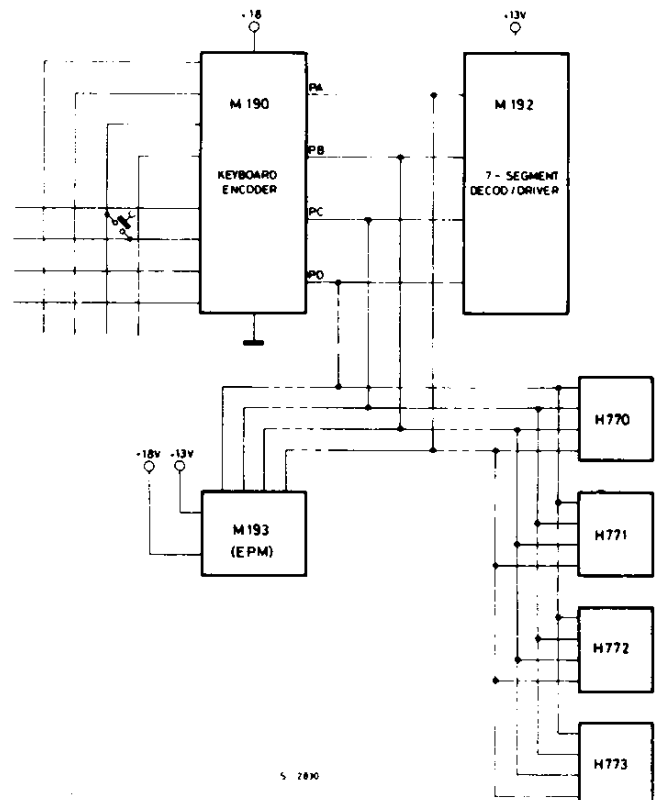 +18
+13V
M 190
KEYBOARD
ENCODER
PA
PB
PC
PD
M 192
7 - SEGMENT
DECOD / DRIVER
-18V
-13V
M 193
(EPM)
H770
H771
H772
H773